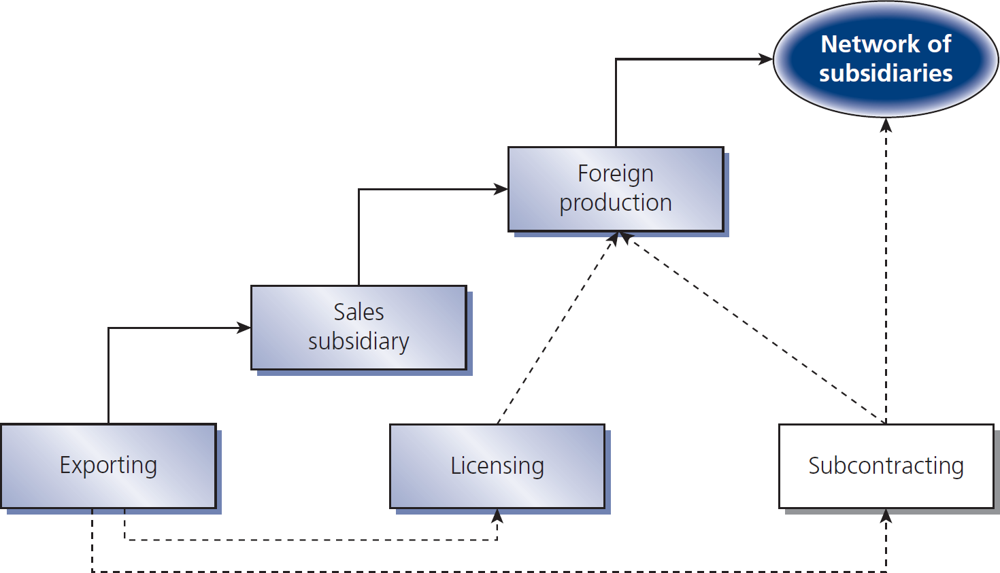 Network of
subsidiaries
Foreign
production
Sales
subsidiary
Exporting
Licensing
Subcontracting